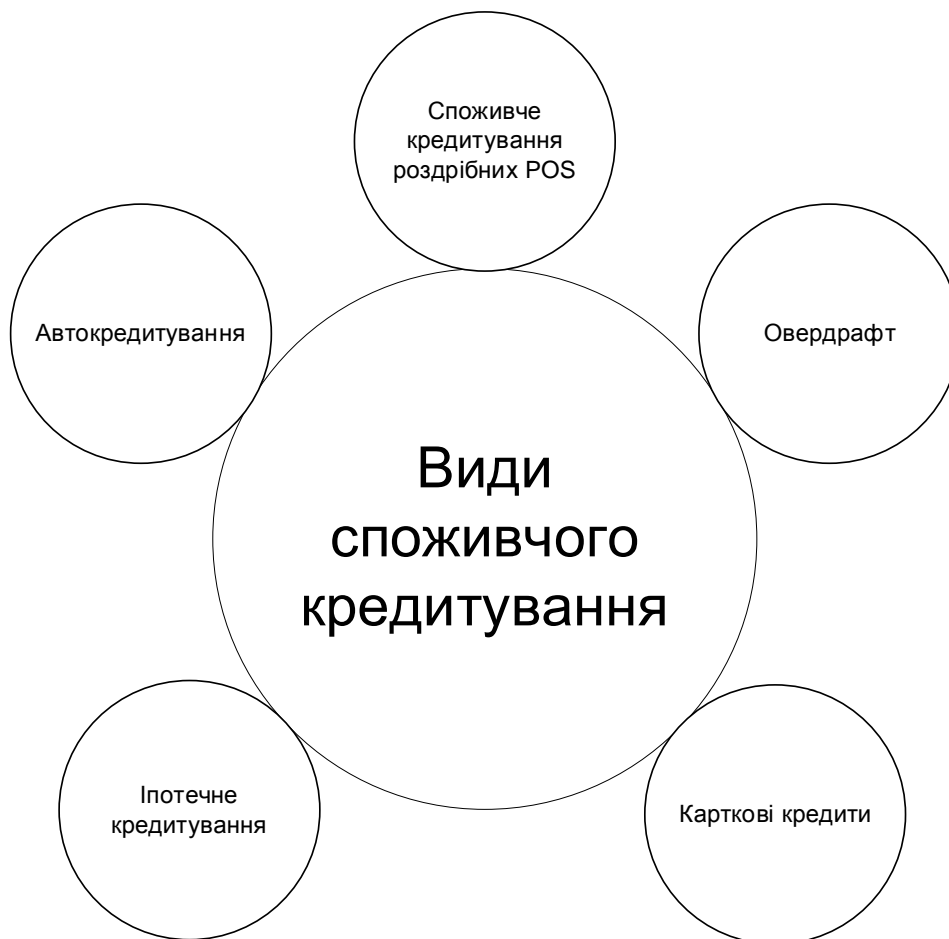 Споживче
кредитування
роздрібних POS
Автокредитування
Овердрафт
Види
споживчого
кредитування
Іпотечне
кредитування
Карткові кредити